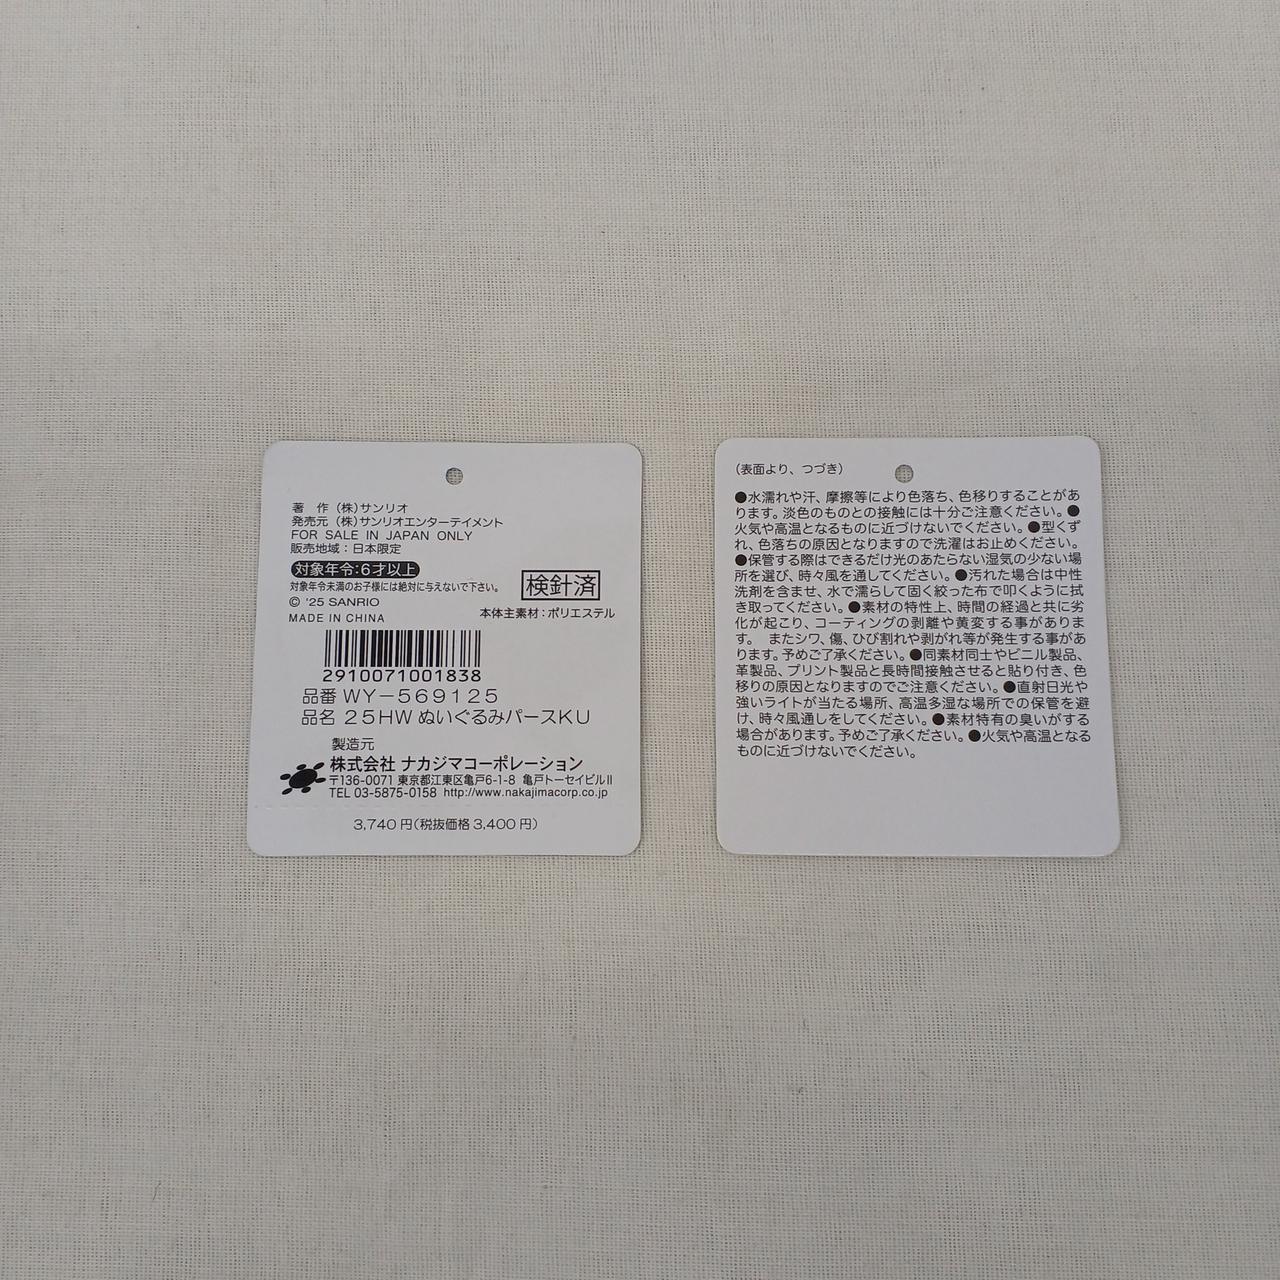 著　作 (株)サンリオ
発売元 (株)サンリオエンターテイメント
FOR SALE IN JAPAN ONLY
販売地域：日本限定
対象年令:6才以上
対象年令未満のお子様には絶対に与えないで下さい。
検針済
© '25 SANRIO
本体主素材：ポリエステル
MADE IN CHINA
2910071001838
品番 WY-569125
品名 25HW ぬいぐるみパースKU
製造元
株式会社 ナカジマコーポレーション
〒136-0071 東京都江東区亀戸6-1-8 亀戸トーセイビルⅡ
TEL 03-5875-0158 http://www.nakajimacorp.co.jp
3,740円(税抜価格3,400円)
(表面より、つづき)
●水濡れや汗、摩擦等により色落ち、色移りすることがあ
ります。淡色のものとの接触には十分ご注意ください。●
火気や高温となるものに近づけないでください。●型くず
れ、色落ちの原因となりますので洗濯はお止めください。
●保管する際はできるだけ光のあたらない湿気の少ない場
所を選び、時々風を通してください。●汚れた場合は中性
洗剤を含ませ、水で濡らして固く絞った布で叩くように拭
き取ってください。●素材の特性上、時間の経過と共に劣
化が起こり、コーティングの剥離や黄変する事がありま
す。　またシワ、傷、ひび割れや剥がれ等が発生する事があ
ります。予めご了承ください。●同素材同士やビニル製品、
革製品、プリント製品と長時間接触させると貼り付き、色
移りの原因となりますのでご注意ください。●直射日光や
強いライトが当たる場所、高温多湿な場所での保管を避
け、時々風通しをしてください。●素材特有の臭いがする
場合があります。予めご了承ください。●火気や高温となる
ものに近づけないでください。